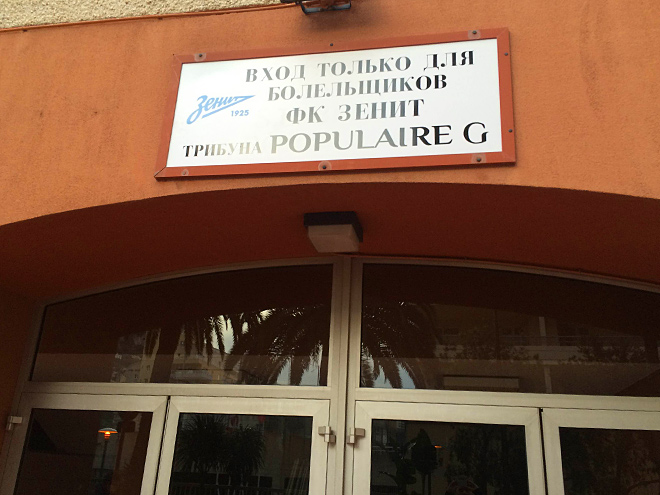 ВХОД ТОЛЬКО ДЛЯ
БОЛЕЛЬЩИКОВ
Зенит
1925
ФК ЗЕНИТ
ТРИБУНА POPULAIRE G